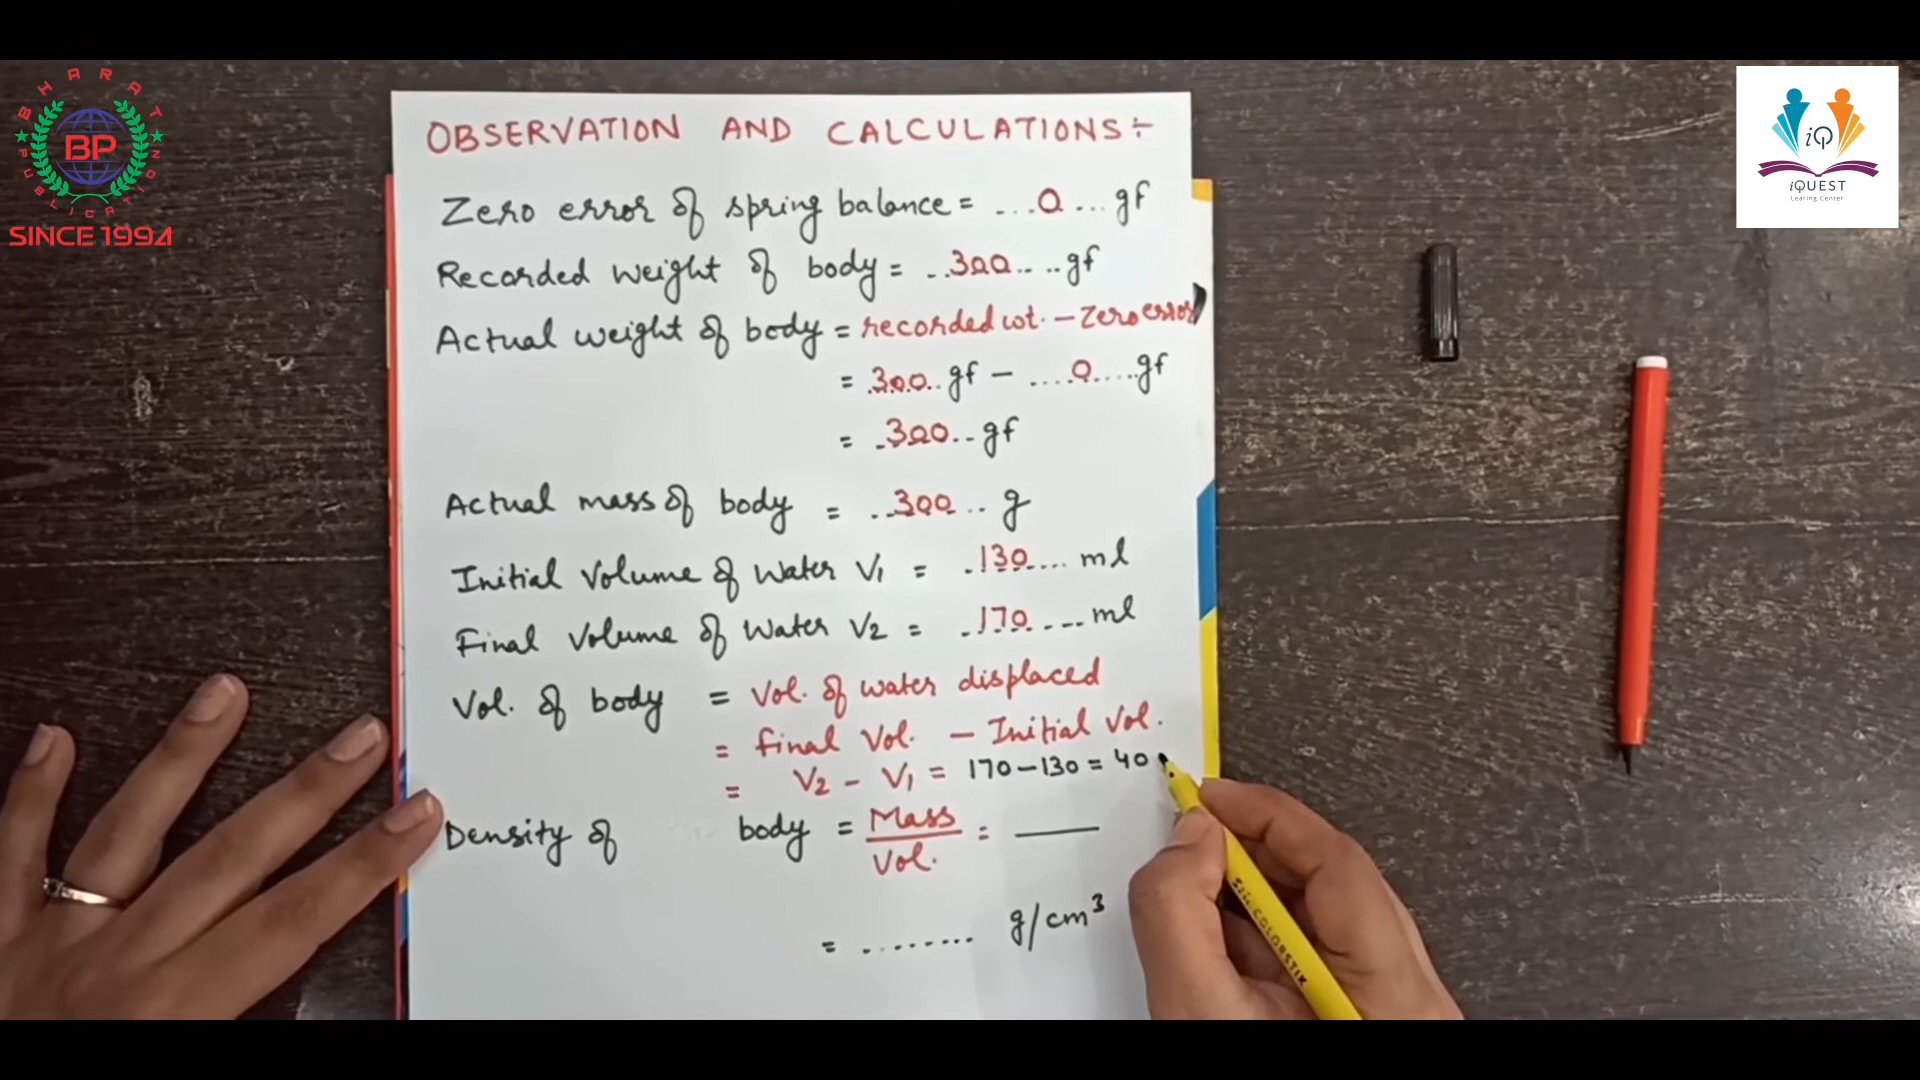 BHARAT
BP
PUBLICATION
SINCE 1994
iQ
iQUEST
Learing Center
OBSERVATION AND CALCULATIONS:-
Zero error of spring balance = ...0... gf
Recorded weight of body = ..300.. ..gf
Actual weight of body = recorded wt. - Zero error
= 300.. gf - ....0....gf
= .300.. gf
Actual mass of body = ..300.. .. g
Initial Volume of Water V1 = .130.... ml
Final Volume of Water V2 = .170....ml
Vol. of body = Vol. of water displaced
= final Vol. - Initial Vol.
= V2 - V1 = 170-130 = 40
Density of body = Mass/Vol. = ——
= ........ g/cm³
COLORSTIX